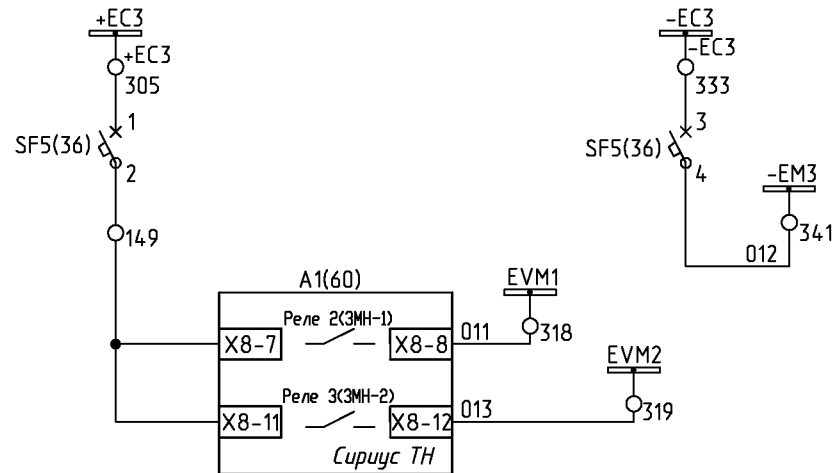 +EC3
+EC3
305
1
SF5(36)
2
149
-EC3
-EC3
333
3
SF5(36)
4
-EM3
341
012
A1(60)
EVM1
Реле 2(ЗМН-1)
X8-7
X8-8
011
318
EVM2
Реле 3(ЗМН-2)
X8-11
X8-12
013
319
Сириус ТН